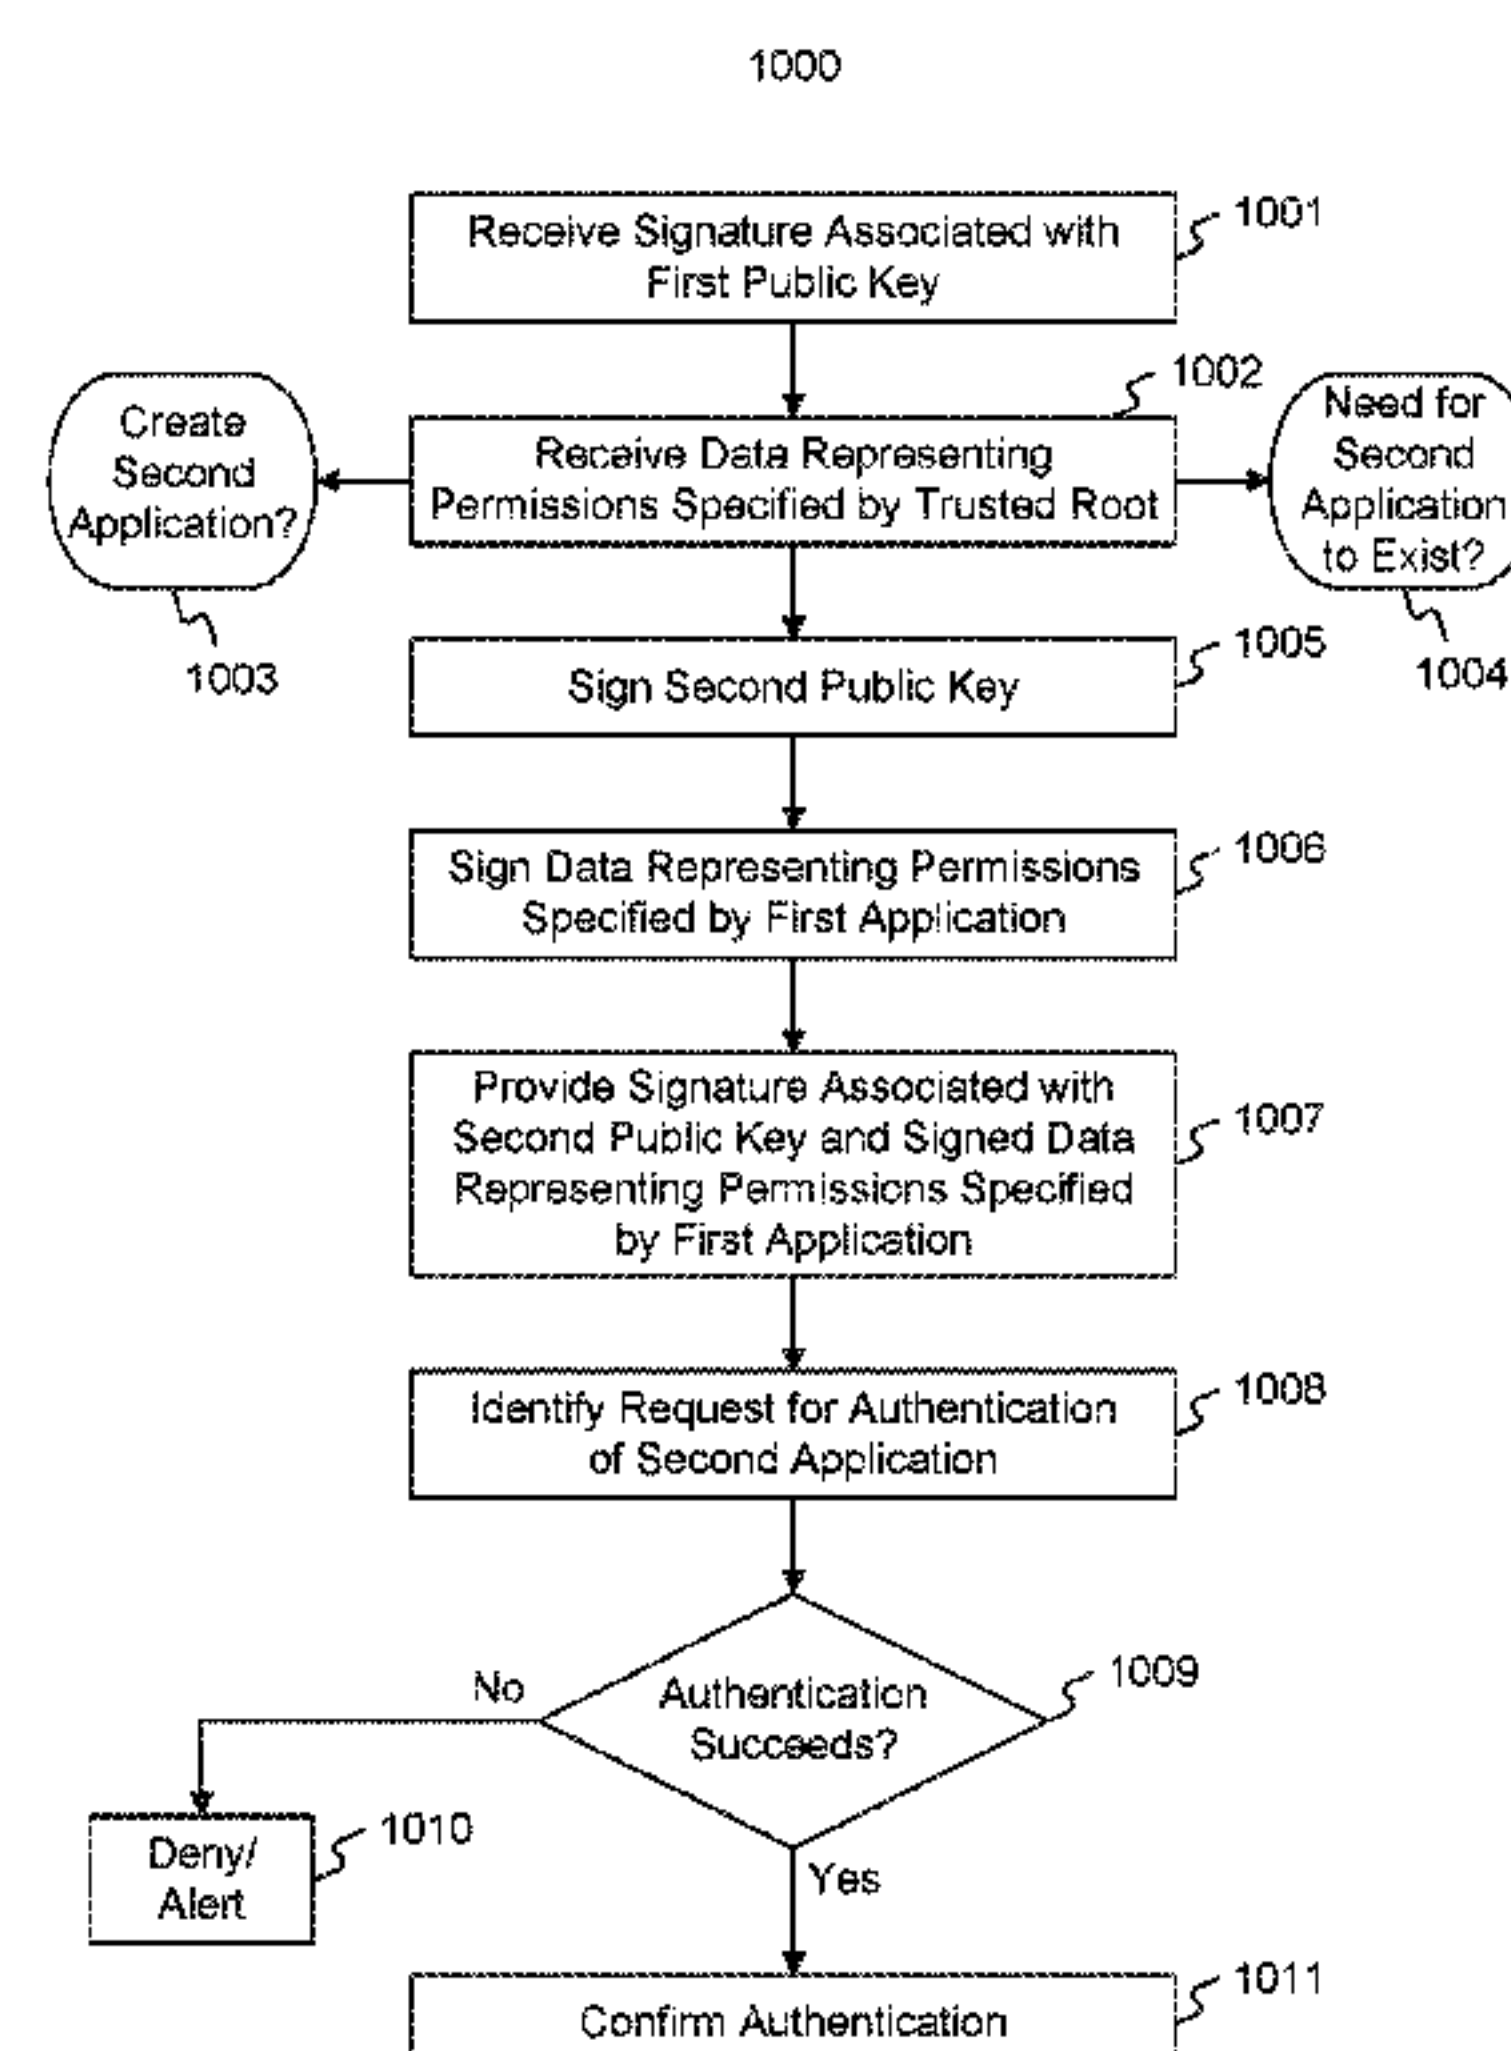 1000
Receive Signature Associated with
First Public Key
1001
1002
Create
Second
Application?
Receive Data Representing
Permissions Specified by Trusted Root
Need for
Second
Application
to Exist?
1003
1004
Sign Second Public Key
1005
Sign Data Representing Permissions
Specified by First Application
1006
Provide Signature Associated with
Second Public Key and Signed Data
Representing Permissions Specified
by First Application
1007
Identify Request for Authentication
of Second Application
1008
Authentication
Succeeds?
1009
No
Deny/
Alert
1010
Yes
Confirm Authentication
1011